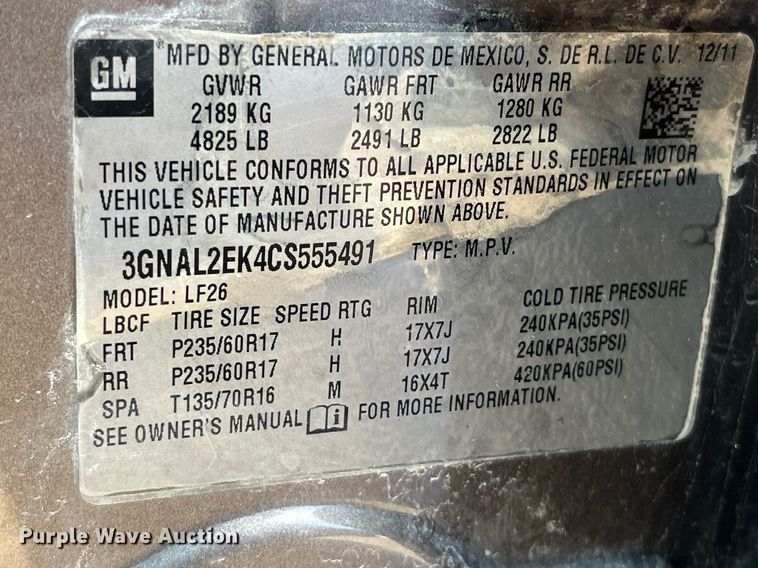 GM ® MFD BY GENERAL MOTORS DE MEXICO, S. DE R.L. DE C.V. 12/11
GVWR GAWR FRT GAWR RR
2189 KG 1130 KG 1280 KG
4825 LB 2491 LB 2822 LB
THIS VEHICLE CONFORMS TO ALL APPLICABLE U.S. FEDERAL MOTOR
VEHICLE SAFETY AND THEFT PREVENTION STANDARDS IN EFFECT ON
THE DATE OF MANUFACTURE SHOWN ABOVE.
3GNAL2EK4CS555491 TYPE: M.P.V.
MODEL: LF26
LBCF TIRE SIZE SPEED RTG RIM COLD TIRE PRESSURE
FRT P235/60R17 H 17X7J 240KPA(35PSI)
RR P235/60R17 H 17X7J 240KPA(35PSI)
SPA T135/70R16 M 16X4T 420KPA(60PSI)
SEE OWNER'S MANUAL i FOR MORE INFORMATION.
Purple Wave Auction